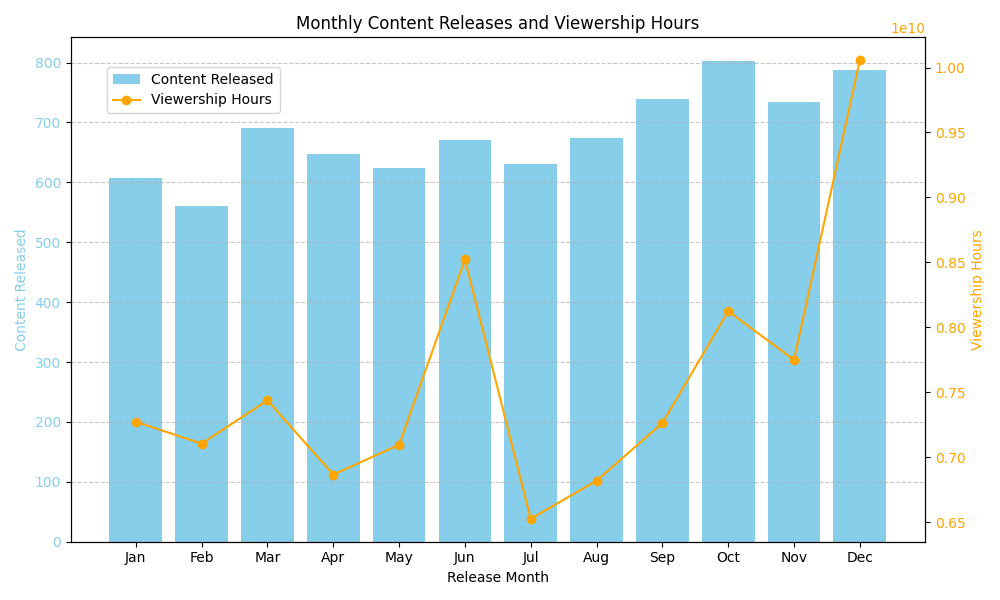 Monthly Content Releases and Viewership Hours
1e10
Content Released
Viewership Hours
800
700
600
500
400
300
200
100
0
Content Released
1.00
0.95
0.90
0.85
0.80
0.75
0.70
0.65
Viewership Hours
Jan Feb Mar Apr May Jun Jul Aug Sep Oct Nov Dec
Release Month